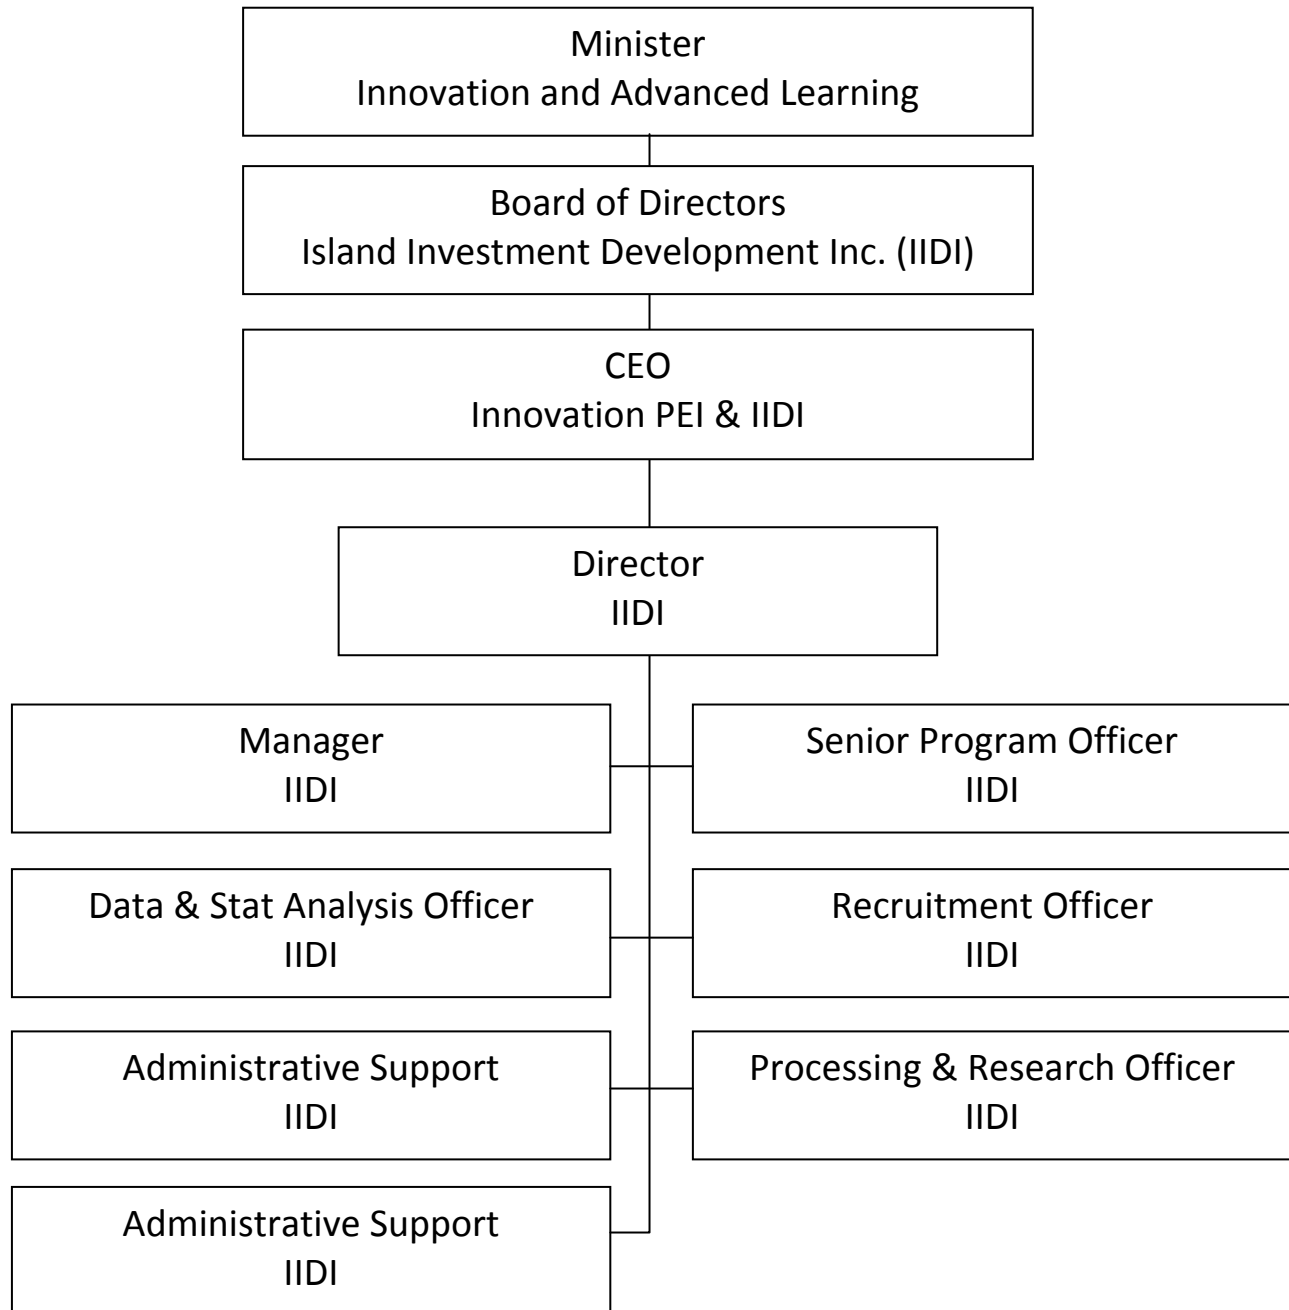 Minister
Innovation and Advanced Learning
Board of Directors
Island Investment Development Inc. (IIDI)
CEO
Innovation PEI & IIDI
Director
IIDI
Manager
IIDI
Senior Program Officer
IIDI
Data & Stat Analysis Officer
IIDI
Recruitment Officer
IIDI
Administrative Support
IIDI
Processing & Research Officer
IIDI
Administrative Support
IIDI